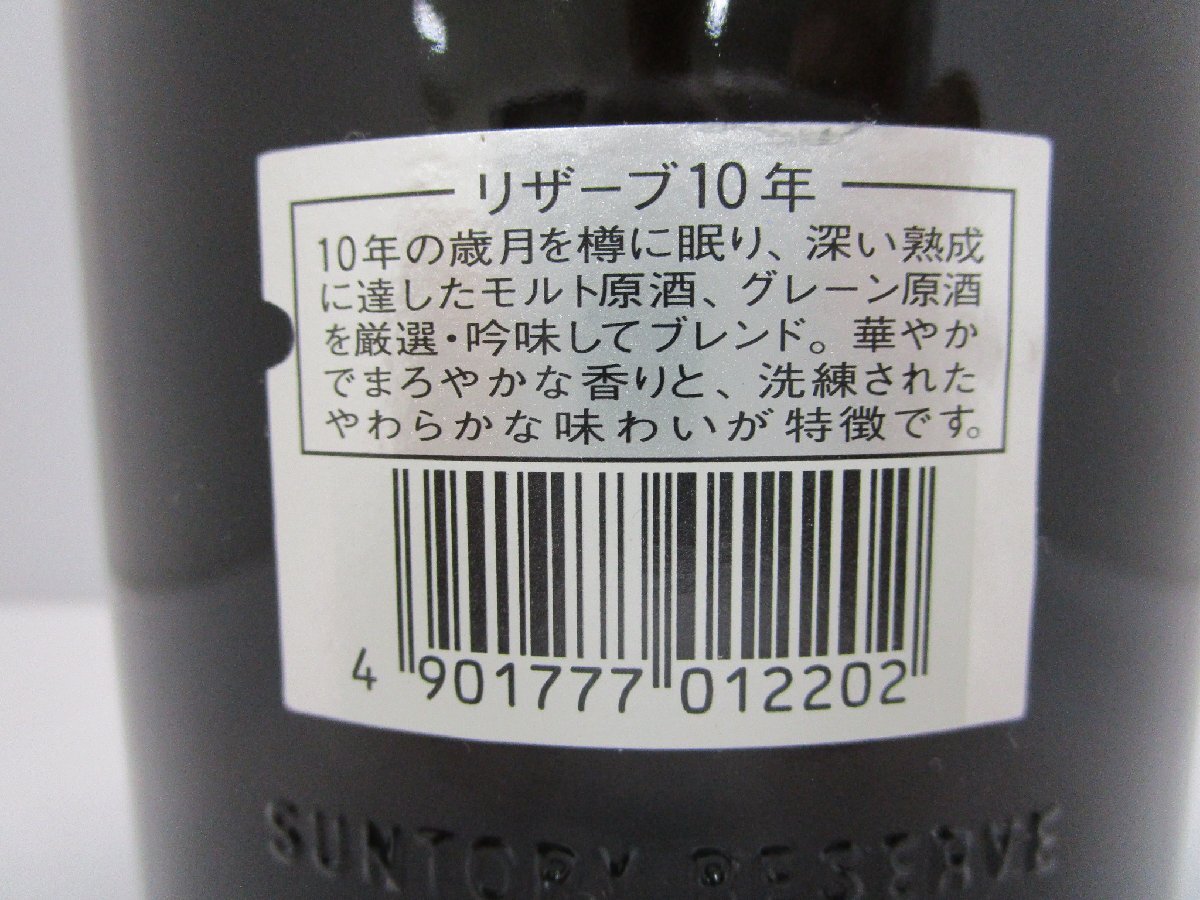 リザーブ10年
10年の歳月を樽に眠り、深い熟成
に達したモルト原酒、グレーン原酒
を厳選・吟味してブレンド。華やか
でまろやかな香りと、洗練された
やわらかな味わいが特徴です。
4 901777 012202
SUNTORY RESERVE